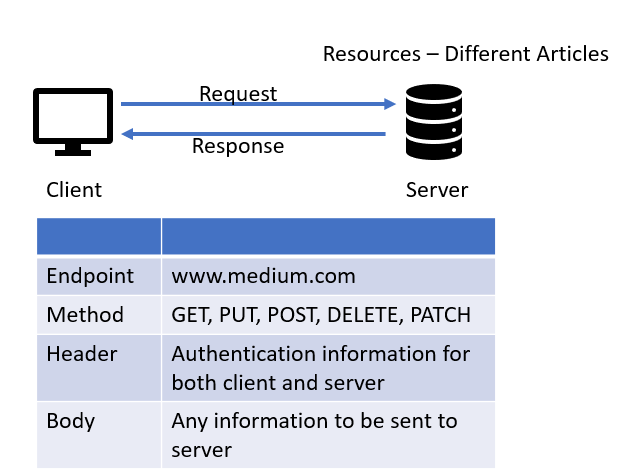 Resources – Different Articles
Request
Response
Client
Server
Endpoint
www.medium.com
Method
GET, PUT, POST, DELETE, PATCH
Header
Authentication information for
both client and server
Body
Any information to be sent to
server